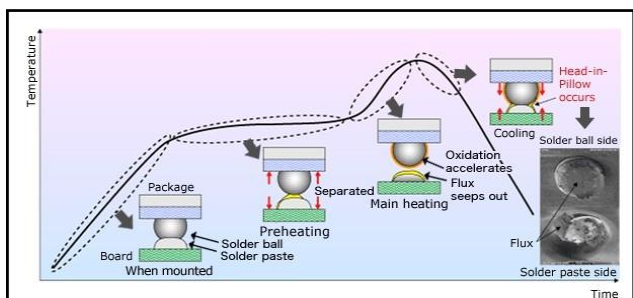 Temperature
Head-in-
Pillow
occurs
Cooling
Solder ball side
Package
Oxidation
accelerates
Separated
Flux
seeps out
Main heating
Preheating
Solder ball
Solder paste
Board
When mounted
Flux
Solder paste side
Time